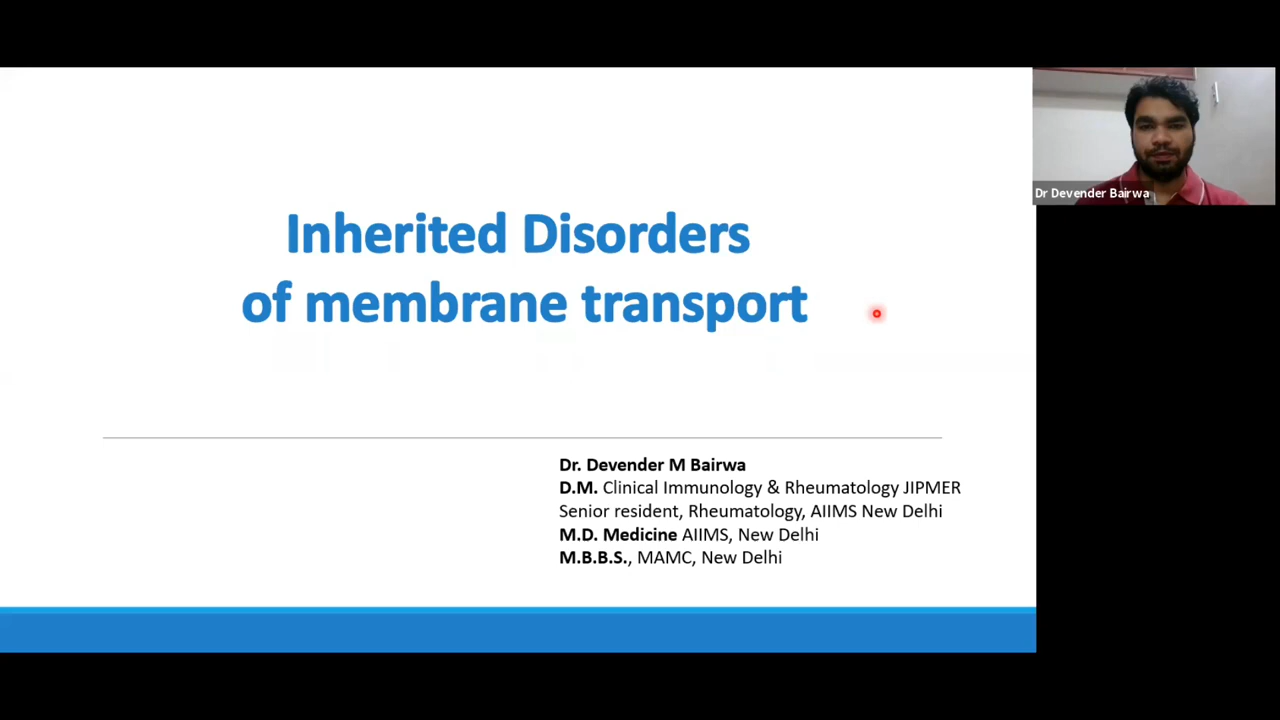 Inherited Disorders
of membrane transport
Dr Devender Bairwa
Dr. Devender M Bairwa
D.M. Clinical Immunology & Rheumatology JIPMER
Senior resident, Rheumatology, AIIMS New Delhi
M.D. Medicine AIIMS, New Delhi
M.B.B.S., MAMC, New Delhi